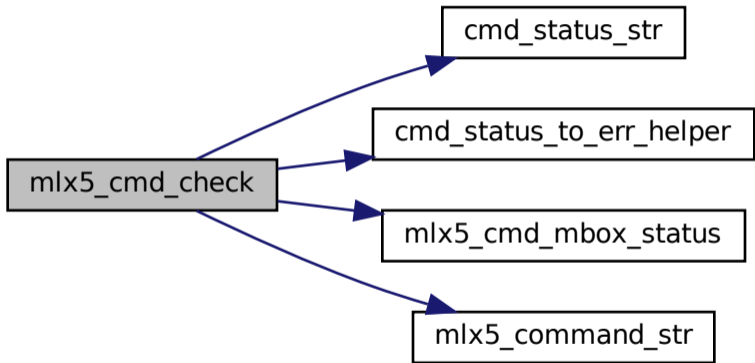 cmd_status_str
cmd_status_to_err_helper
mlx5_cmd_check
mlx5_cmd_mbox_status
mlx5_command_str